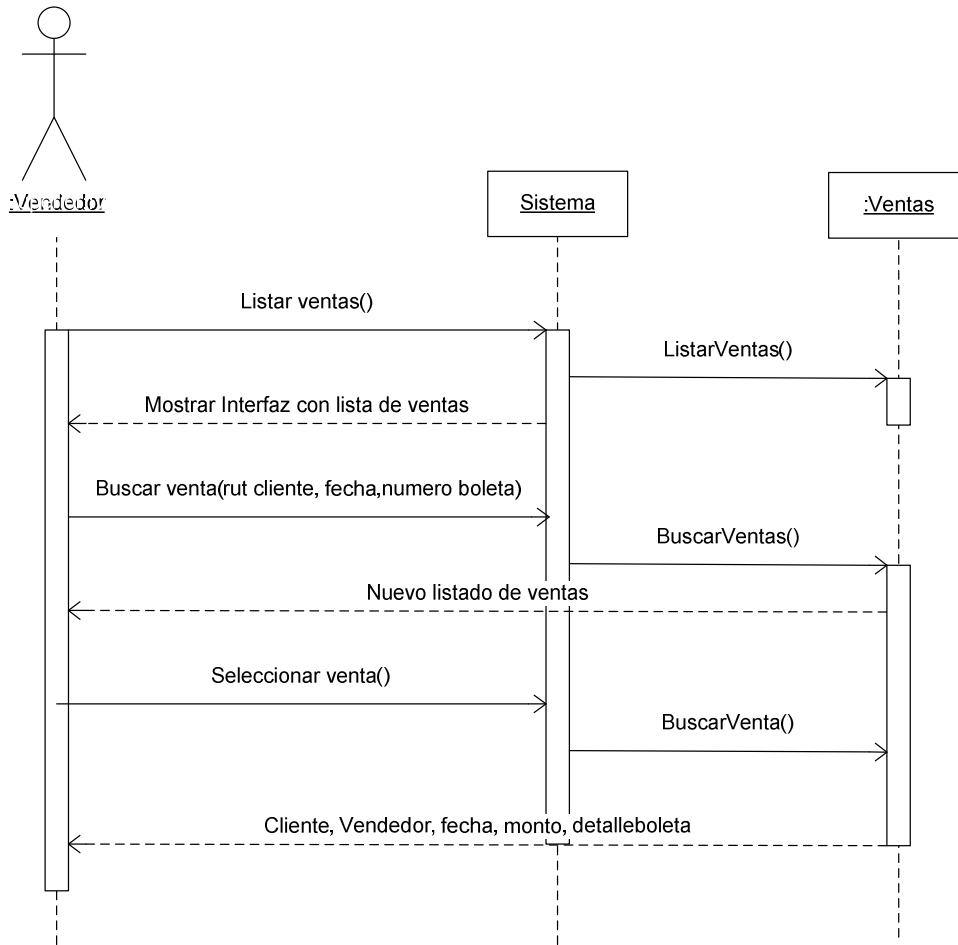 :Vendedor
Sistema
:Ventas
Listar ventas()
ListarVentas()
Mostrar Interfaz con lista de ventas
Buscar venta(rut cliente, fecha,numero boleta)
BuscarVentas()
Nuevo listado de ventas
Seleccionar venta()
BuscarVenta()
Cliente, Vendedor, fecha, monto, detalleboleta